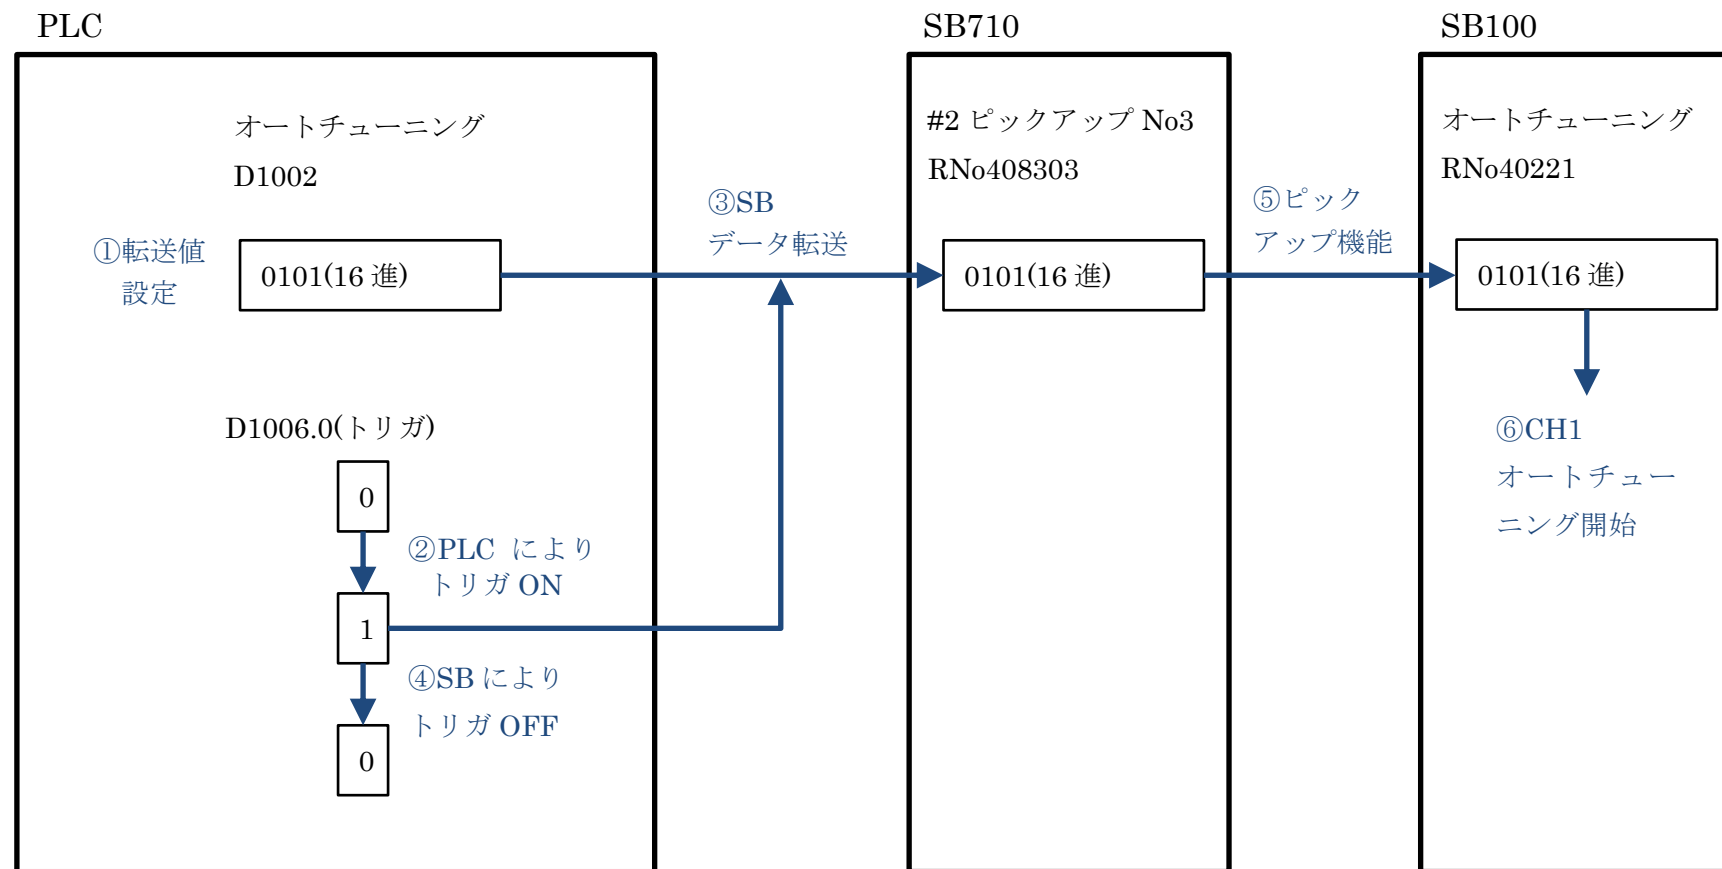 PLC
オートチューニング
D1002
①転送値
設定
0101(16 進)
D1006.0(トリガ)
0
②PLC により
トリガ ON
1
④SB により
トリガ OFF
0
③SB
データ転送
SB710
#2 ピックアップ No3
RNo408303
0101(16 進)
⑤ピック
アップ機能
SB100
オートチューニング
RNo40221
0101(16 進)
⑥CH1
オートチュー
ニング開始